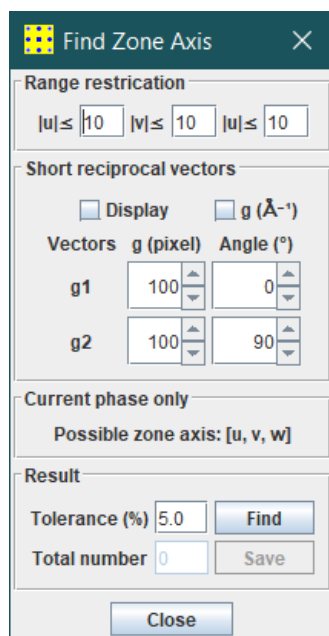 Find Zone Axis
Range restrication
|u|≤ 10 |v|≤ 10 |u|≤ 10
Short reciprocal vectors
Display g (Å⁻¹)
Vectors g (pixel) Angle (°)
g1 100 0
g2 100 90
Current phase only
Possible zone axis: [u, v, w]
Result
Tolerance (%) 5.0 Find
Total number 0 Save
Close